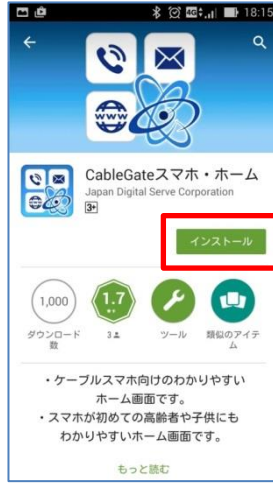 4G 18:15
www
CableGateスマホ・ホーム
Japan Digital Serve Corporation
3+
インストール
1,000
1.7
ダウンロード
数
3
ツール
類似のアイテ
ム
・ケーブルスマホ向けのわかりやすい
ホーム画面です。
・スマホが初めての高齢者や子供にも
わかりやすいホーム画面です。
もっと読む